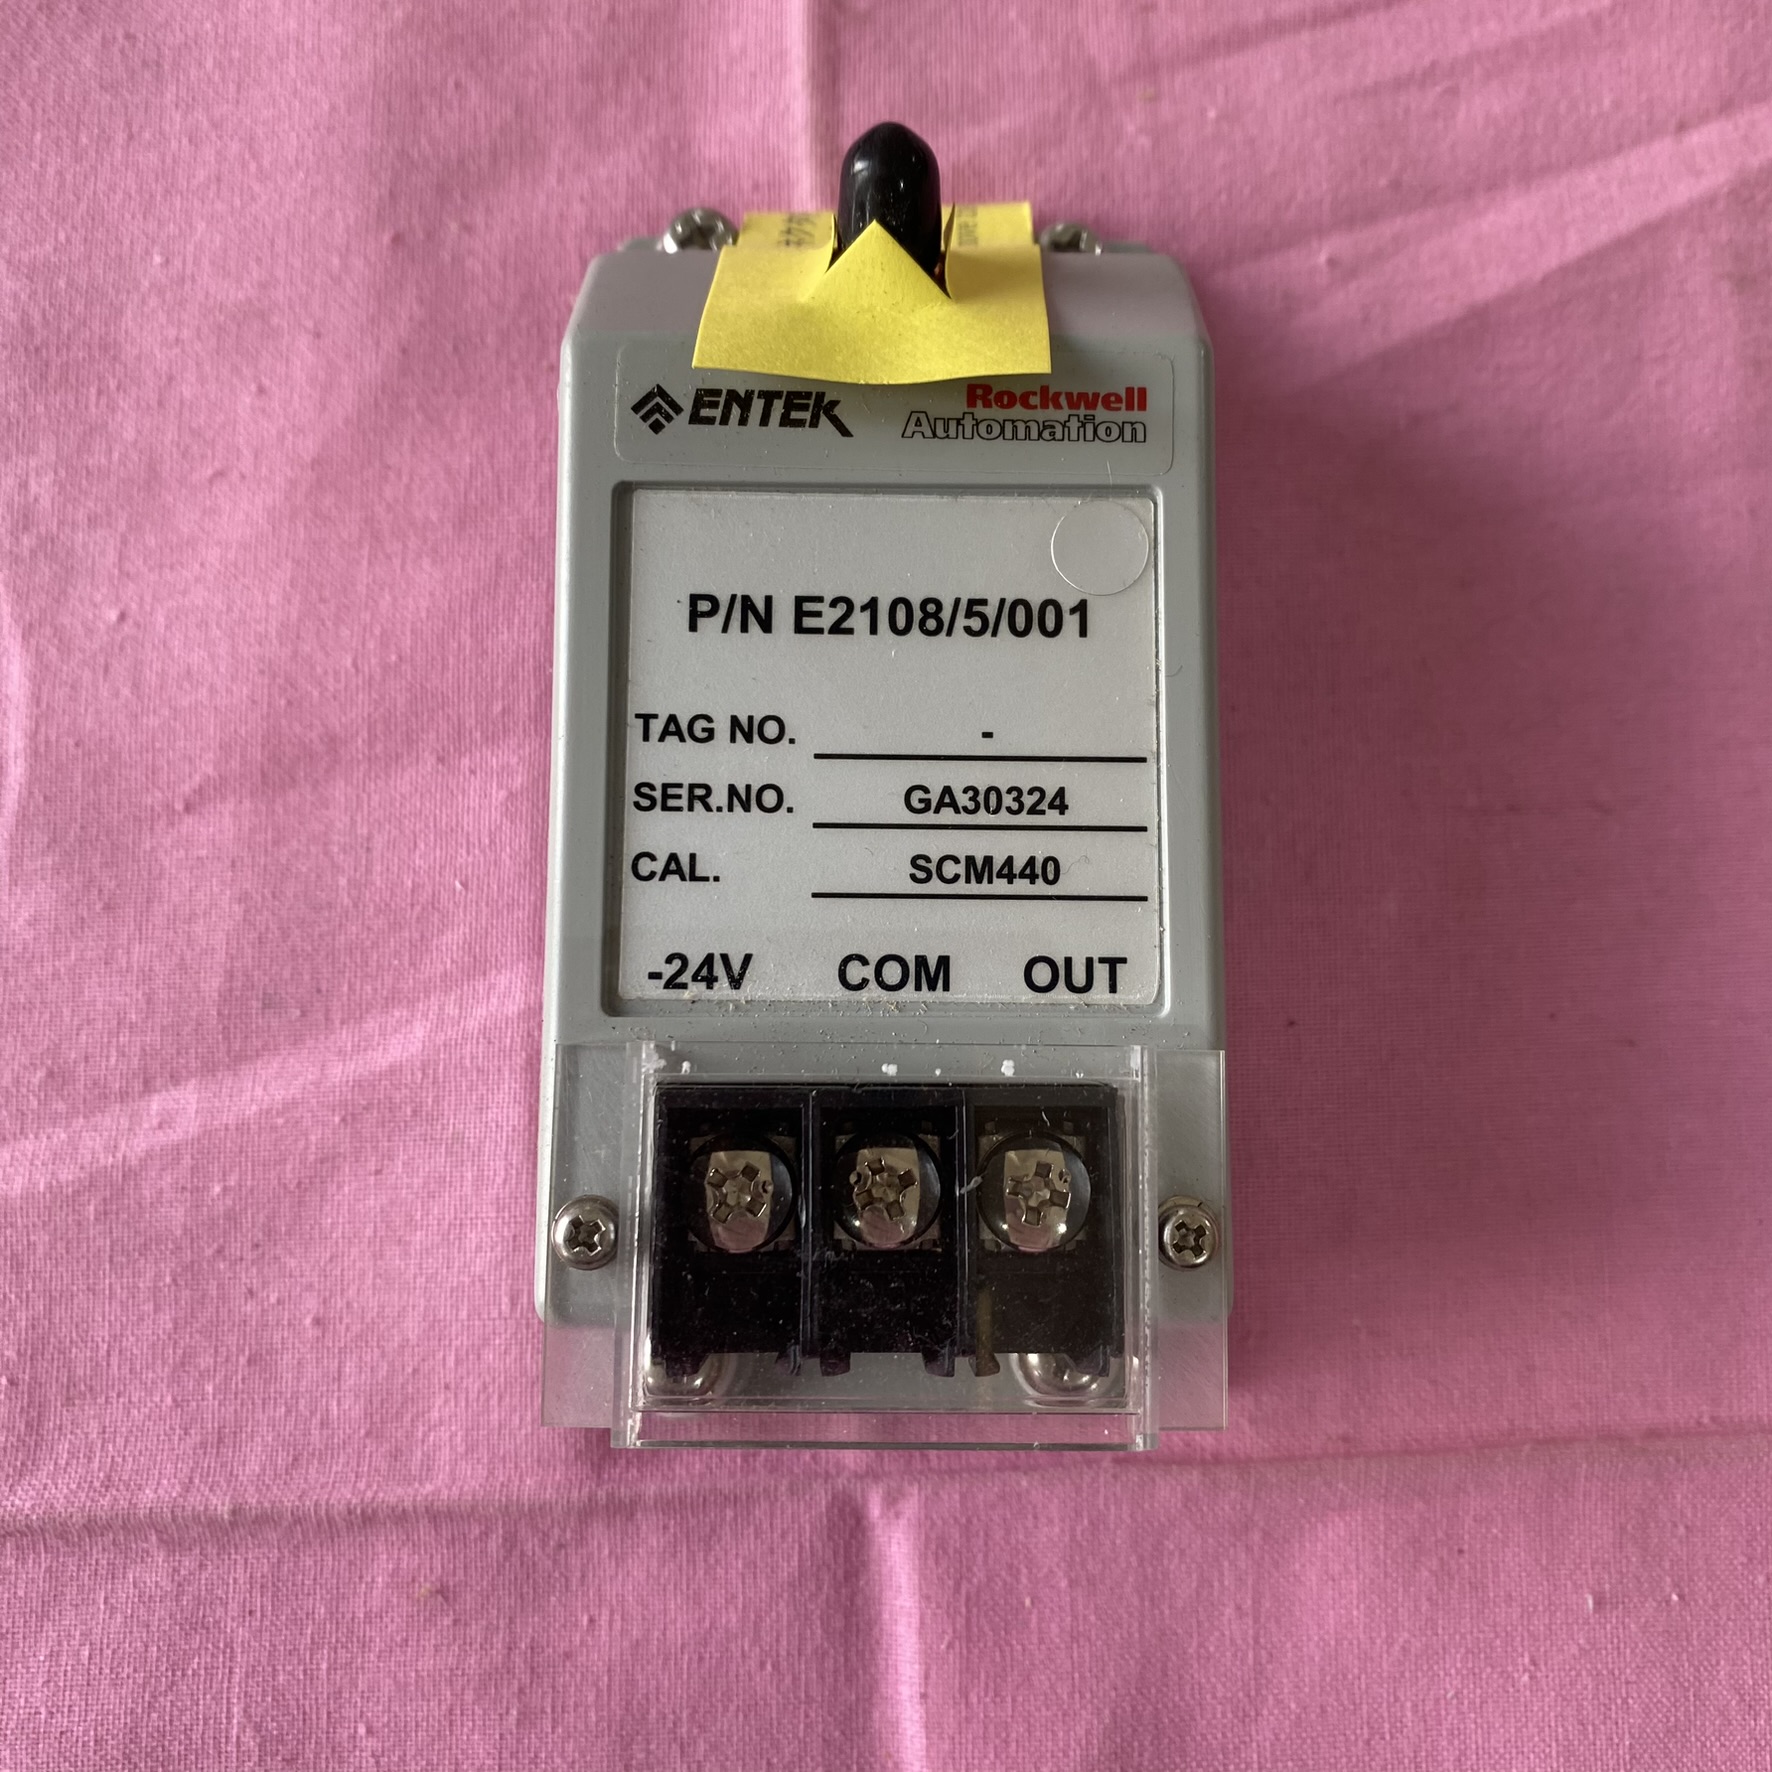 ENTEK
Rockwell
Automation
P/N E2108/5/001
TAG NO. -
SER.NO. GA30324
CAL. SCM440
-24V COM OUT